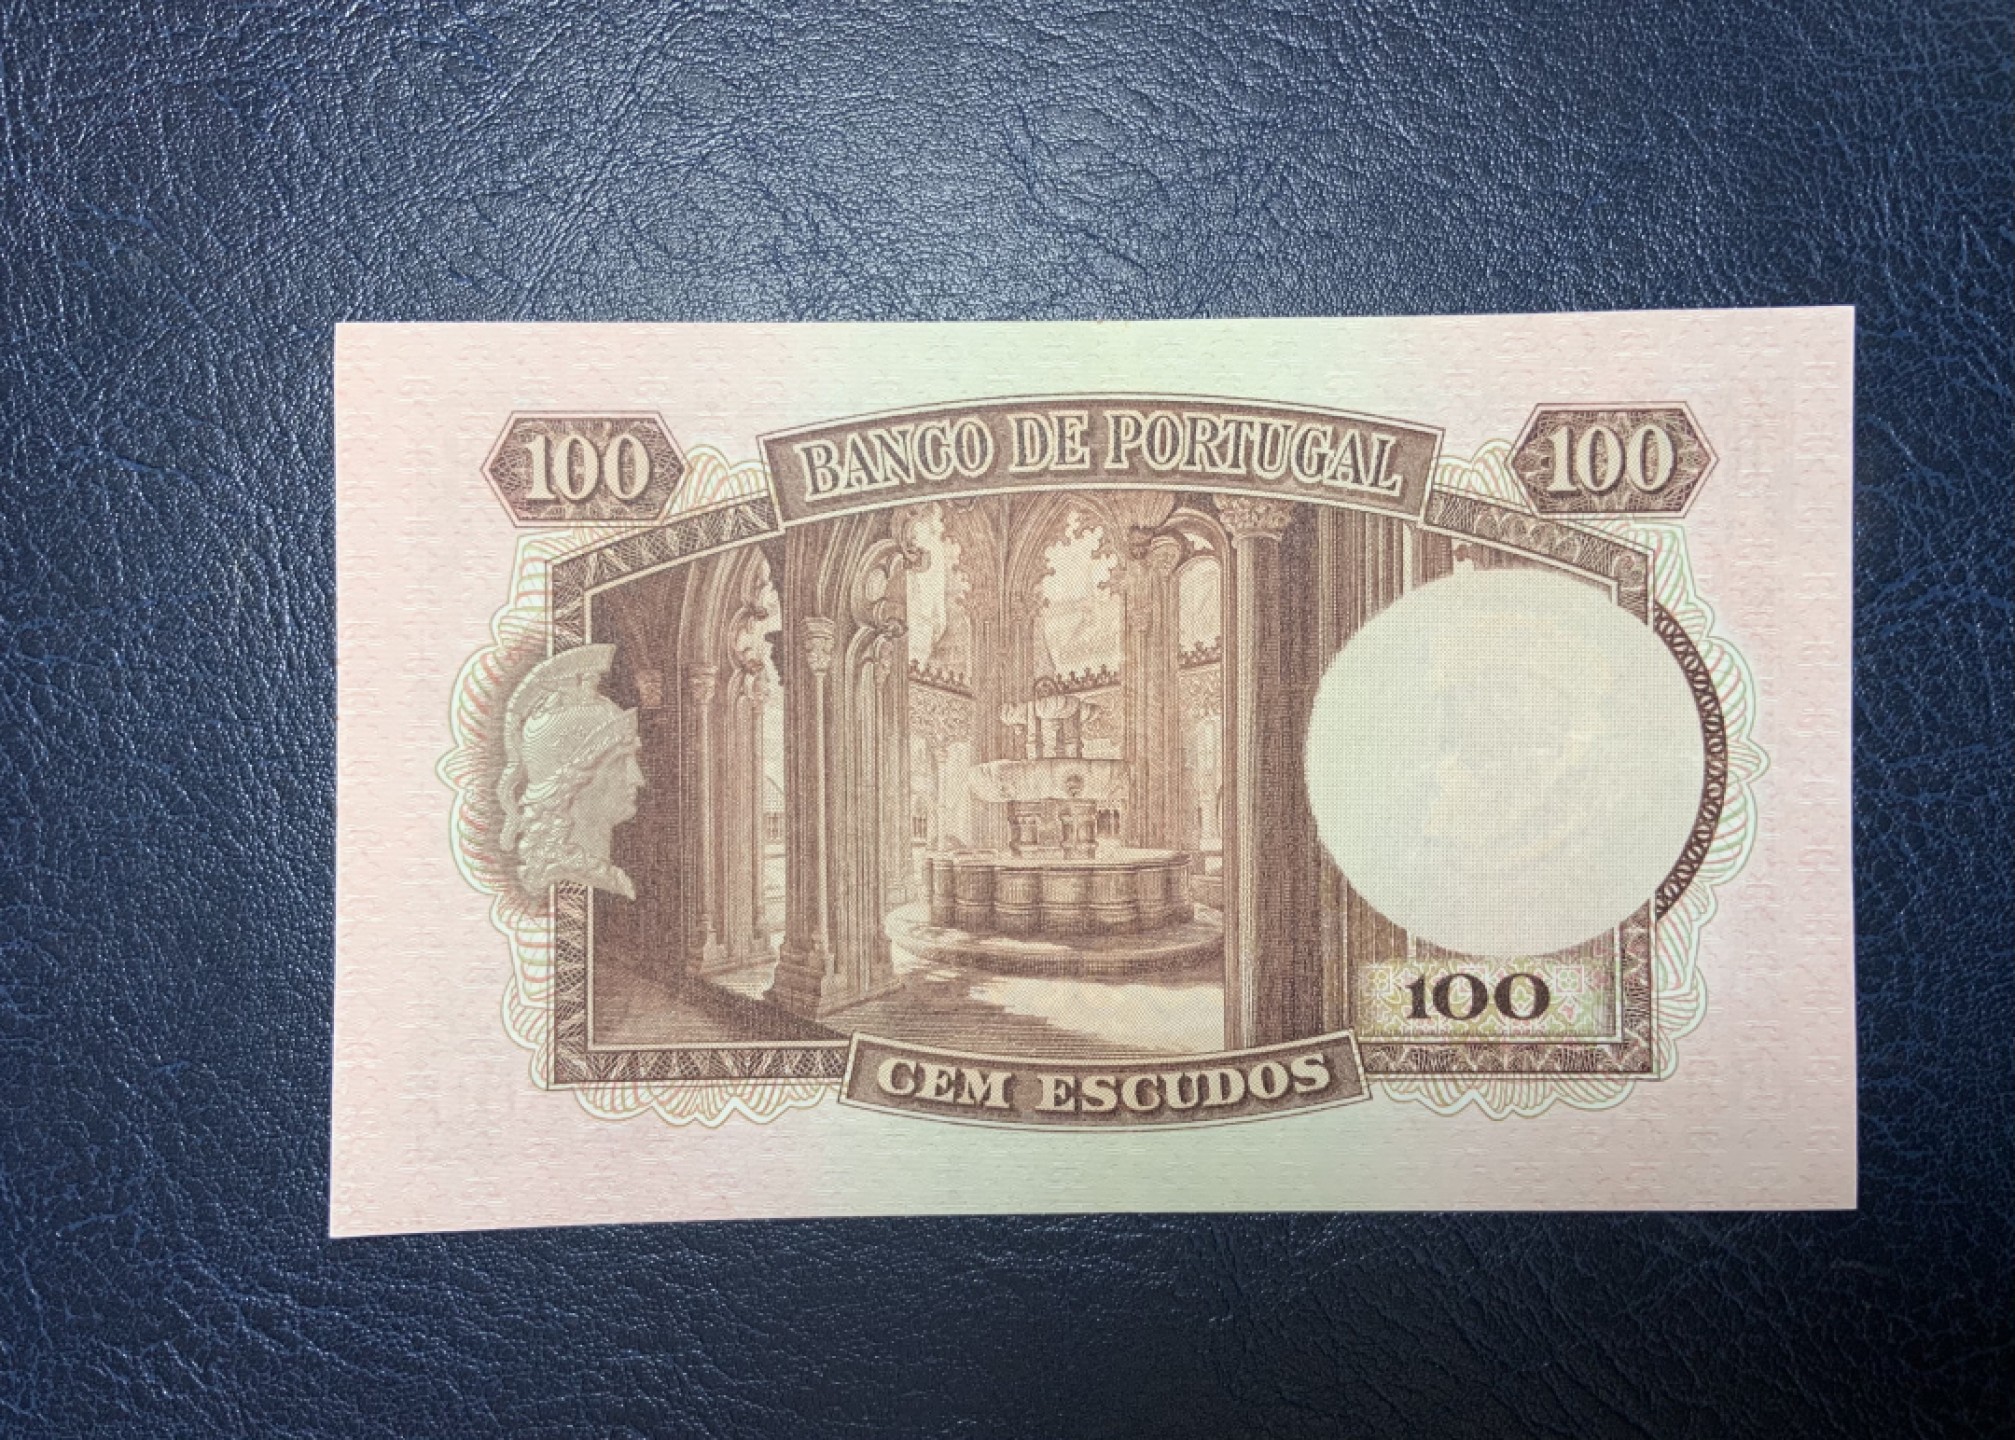 100 BANCO DE PORTUGAL 100
100
CEM ESCUDOS